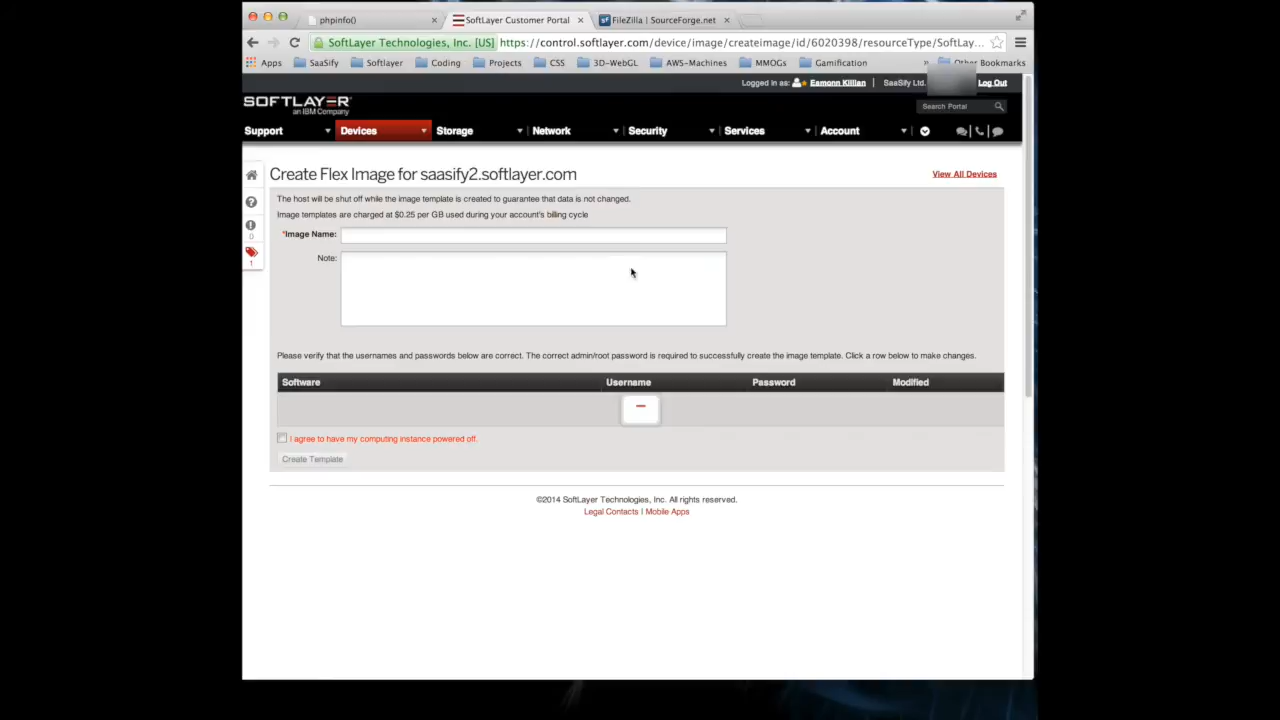 phpinfo()
SoftLayer Customer Portal
FileZilla | SourceForge.net
SoftLayer Technologies, Inc. [US] https://control.softlayer.com/device/image/createimage/id/6020398/resourceType/SoftLay...
Apps SaaSify Softlayer Coding Projects CSS 3D-WebGL AWS-Machines MMOGs Gamification » Other Bookmarks
Logged in as: Eamonn Killian | SaaSify Ltd. Log Out
SOFTLAYER
an IBM Company
Search Portal
Support Devices Storage Network Security Services Account
Create Flex Image for saasify2.softlayer.com
View All Devices
The host will be shut off while the image template is created to guarantee that data is not changed.
Image templates are charged at $0.25 per GB used during your account's billing cycle
0
*Image Name:
1
Note:
Please verify that the usernames and passwords below are correct. The correct admin/root password is required to successfully create the image template. Click a row below to make changes.
Software Username Password Modified
I agree to have my computing instance powered off.
Create Template
©2014 SoftLayer Technologies, Inc. All rights reserved.
Legal Contacts | Mobile Apps